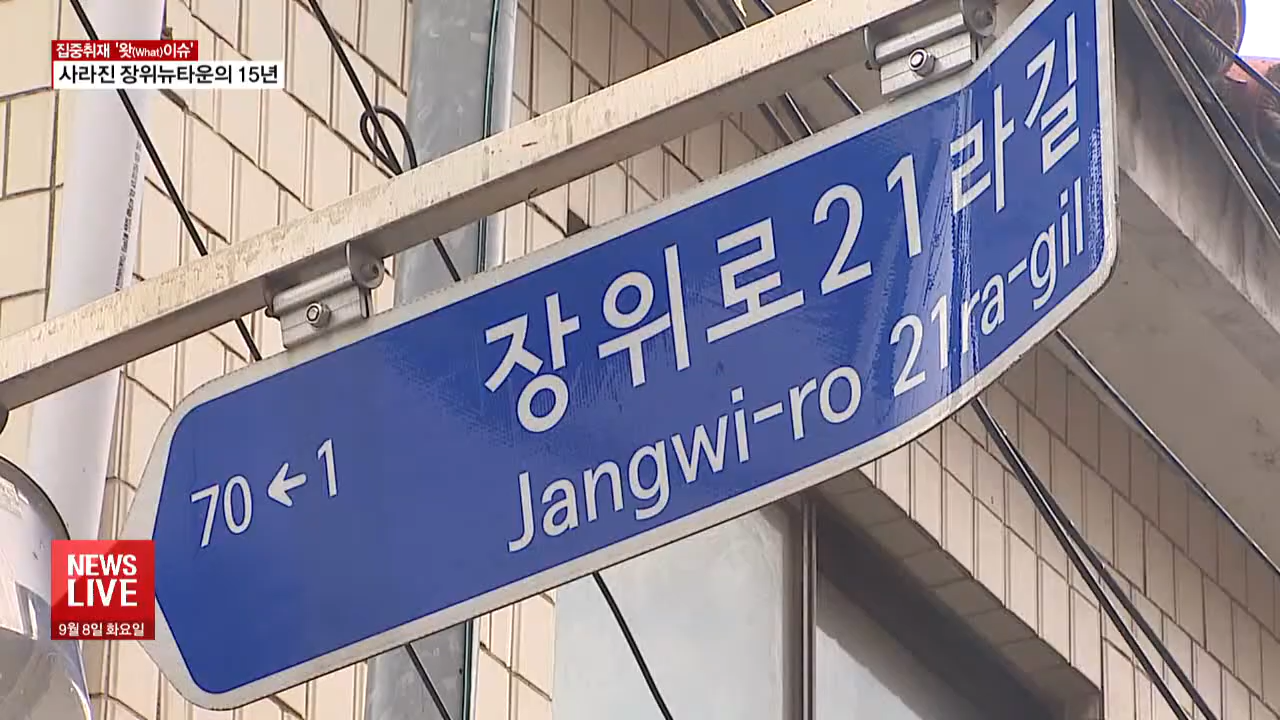 집중취재 '왓(What)이슈'
사라진 장위뉴타운의 15년
장위로21라길
Jangwi-ro 21ra-gil
70←1
NEWS
LIVE
9월 8일 화요일